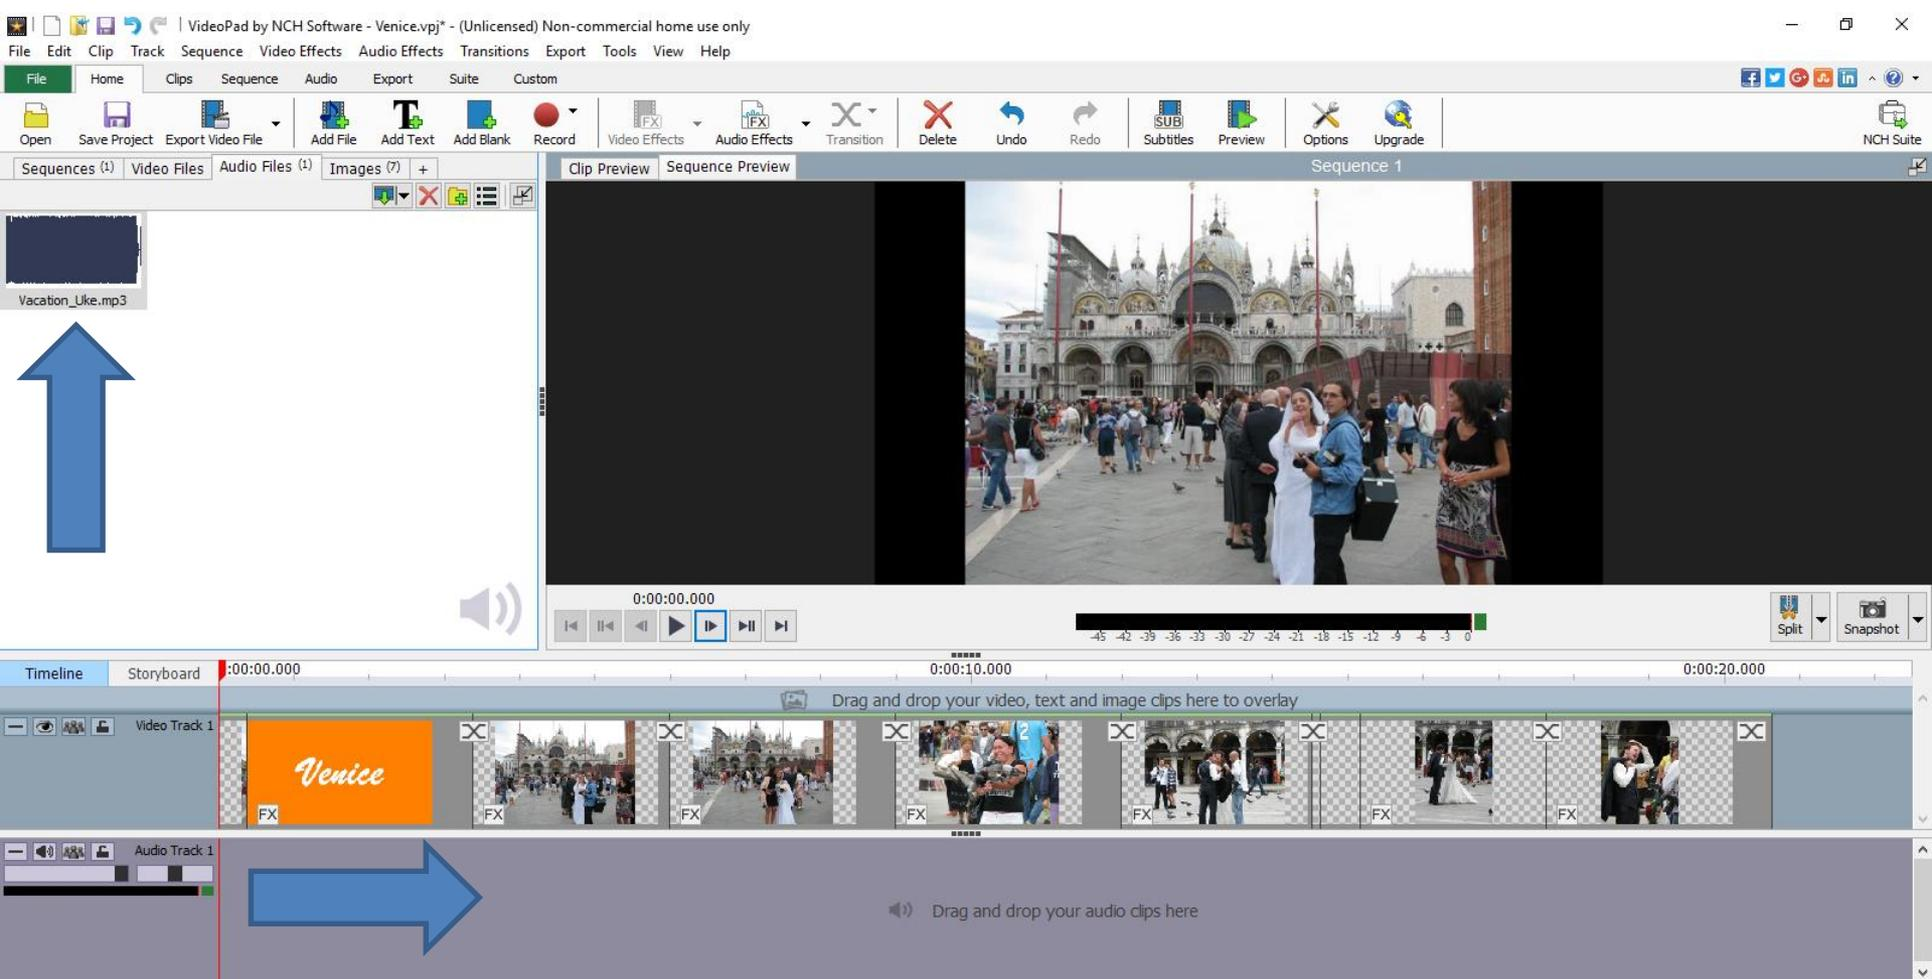 VideoPad by NCH Software - Venice.vpj* - (Unlicensed) Non-commercial home use only
File Edit Clip Track Sequence Video Effects Audio Effects Transitions Export Tools View Help
File Home Clips Sequence Audio Export Suite Custom
Open Save Project Export Video File Add File Add Text Add Blank Record Video Effects Audio Effects Transition Delete Undo Redo Subtitles Preview Options Upgrade NCH Suite
Sequences (1) Video Files Audio Files (1) Images (7) + Clip Preview Sequence Preview Sequence 1
Vacation_Uke.mp3
0:00:00.000
-45 -42 -39 -36 -33 -30 -27 -24 -21 -18 -15 -12 -9 -6 -3 0
Split Snapshot
Timeline Storyboard :00:00.000 0:00:10.000 0:00:20.000
Drag and drop your video, text and image clips here to overlay
Video Track 1
Venice
FX FX FX FX FX FX FX
Audio Track 1
Drag and drop your audio clips here